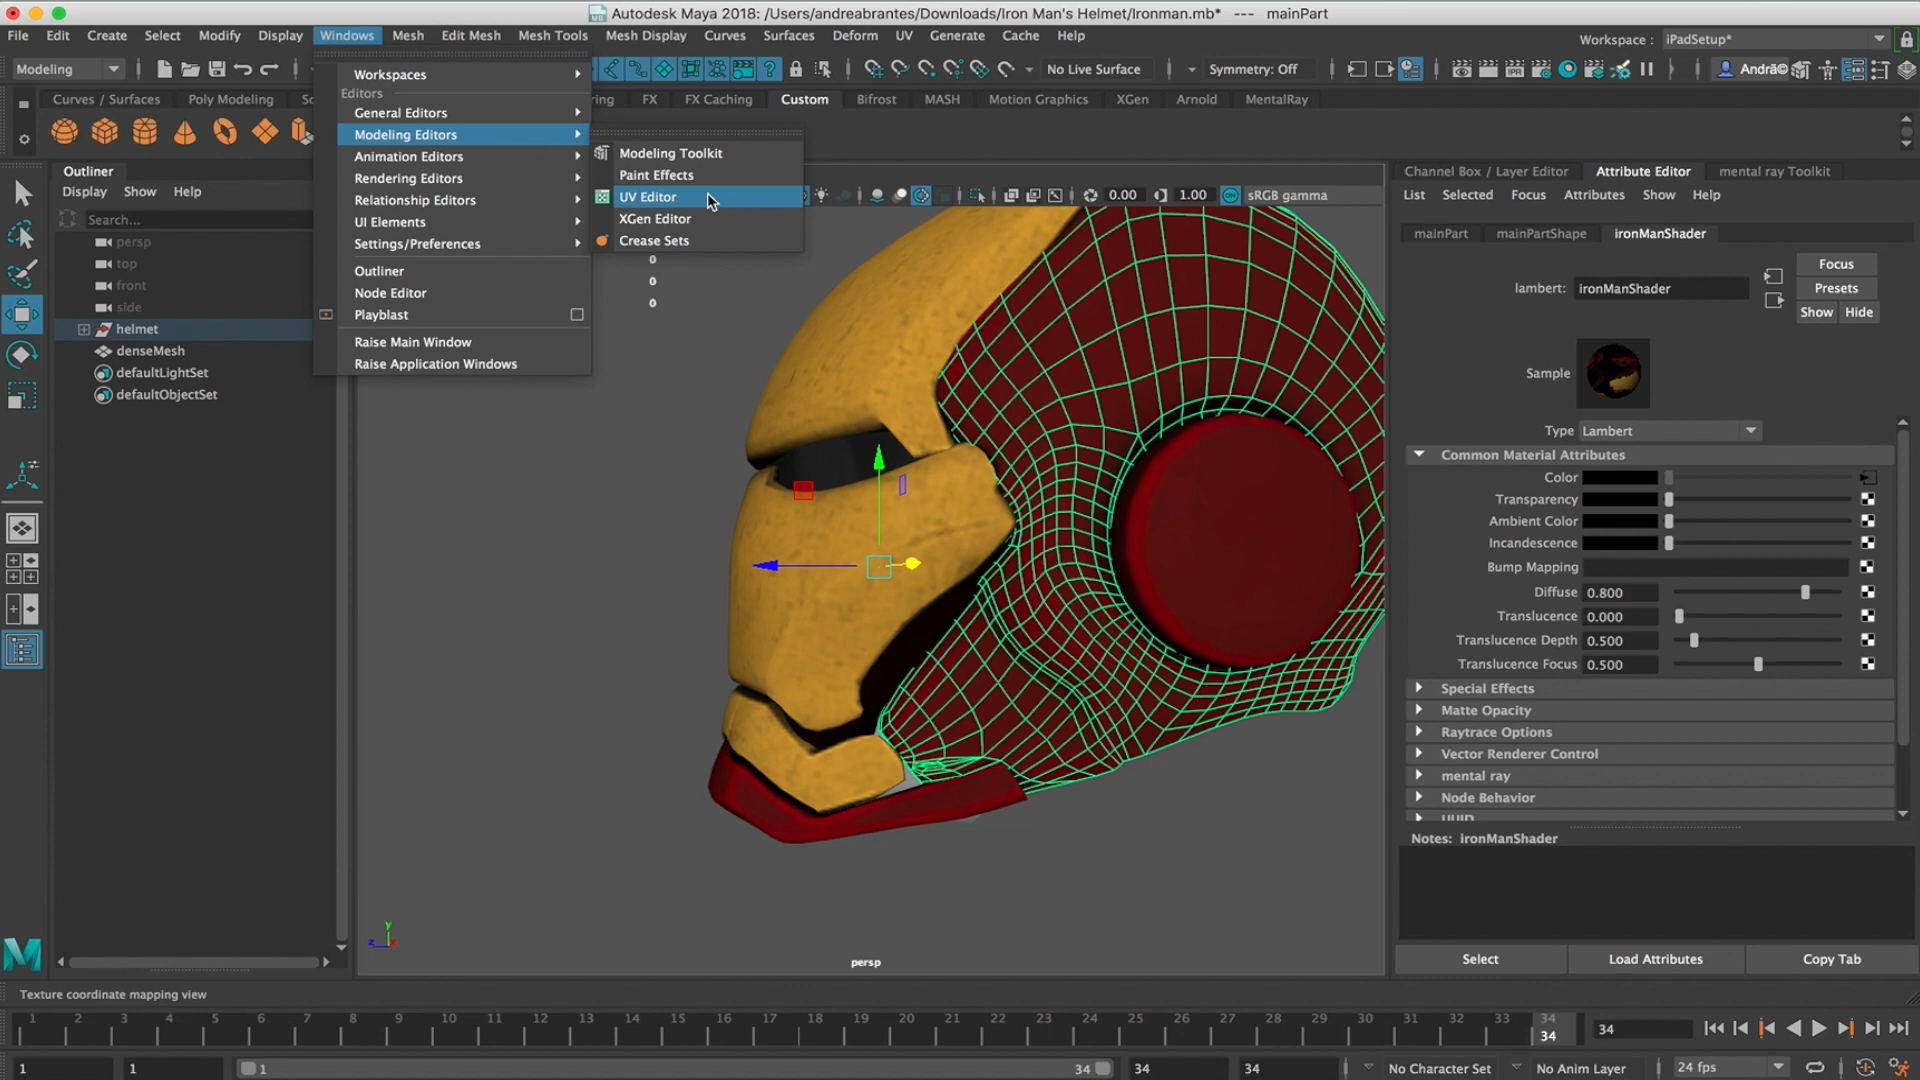 Autodesk Maya 2018: /Users/andreabrantes/Downloads/Iron Man's Helmet/Ironman.mb* --- mainPart
File Edit Create Select Modify Display Windows Mesh Edit Mesh Mesh Tools Mesh Display Curves Surfaces Deform UV Generate Cache Help
Workspace : iPadSetup*
Modeling
No Live Surface
Symmetry: Off
Curves / Surfaces Poly Modeling
FX FX Caching Custom Bifrost MASH Motion Graphics XGen Arnold MentalRay
Outliner
Display Show Help
Search...
persp
top
front
side
helmet
denseMesh
defaultLightSet
defaultObjectSet
Workspaces
Editors
General Editors
Modeling Editors
Animation Editors
Rendering Editors
Relationship Editors
UI Elements
Settings/Preferences
Outliner
Node Editor
Playblast
Raise Main Window
Raise Application Windows
Modeling Toolkit
Paint Effects
UV Editor
XGen Editor
Crease Sets
0
0
0
0.00 1.00 sRGB gamma
persp
Channel Box / Layer Editor Attribute Editor mental ray Toolkit
List Selected Focus Attributes Show Help
mainPart mainPartShape ironManShader
lambert: ironManShader
Focus
Presets
Show Hide
Sample
Type Lambert
Common Material Attributes
Color
Transparency
Ambient Color
Incandescence
Bump Mapping
Diffuse 0.800
Translucence 0.000
Translucence Depth 0.500
Translucence Focus 0.500
Special Effects
Matte Opacity
Raytrace Options
Vector Renderer Control
mental ray
Node Behavior
UUID
Notes: ironManShader
Select Load Attributes Copy Tab
Texture coordinate mapping view
1 2 3 4 5 6 7 8 9 10 11 12 13 14 15 16 17 18 19 20 21 22 23 24 25 26 27 28 29 30 31 32 33 34
34
34
1 1 1 34 34 34 No Character Set No Anim Layer 24 fps